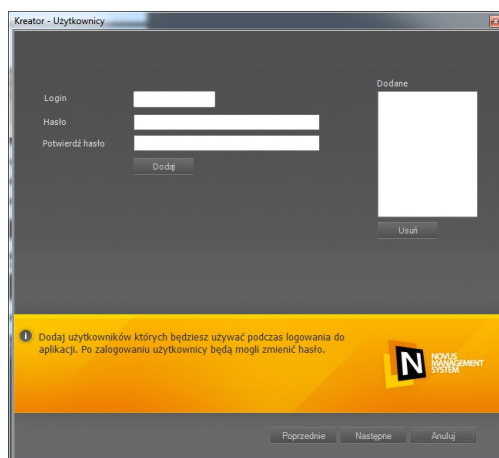 Kreator - Użytkownicy
Dodane
Login
Hasło
Potwierdź hasło
Dodaj
Usuń
Dodaj użytkowników których będziesz używać podczas logowania do
aplikacji. Po zalogowaniu użytkownicy będą mogli zmienić hasło.
N
NOVUS
MANAGEMENT
SYSTEM
Poprzednie
Następne
Anuluj